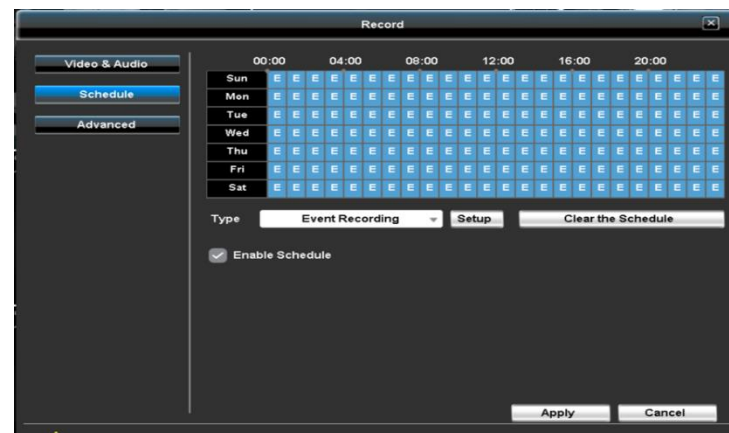 Record
Video & Audio
Schedule
Advanced
00:00 04:00 08:00 12:00 16:00 20:00
Sun E E E E E E E E E E E E E E E E E E E E E E E E
Mon E E E E E E E E E E E E E E E E E E E E E E E E
Tue E E E E E E E E E E E E E E E E E E E E E E E E
Wed E E E E E E E E E E E E E E E E E E E E E E E E
Thu E E E E E E E E E E E E E E E E E E E E E E E E
Fri E E E E E E E E E E E E E E E E E E E E E E E E
Sat E E E E E E E E E E E E E E E E E E E E E E E E
Type Event Recording Setup Clear the Schedule
Enable Schedule
Apply Cancel